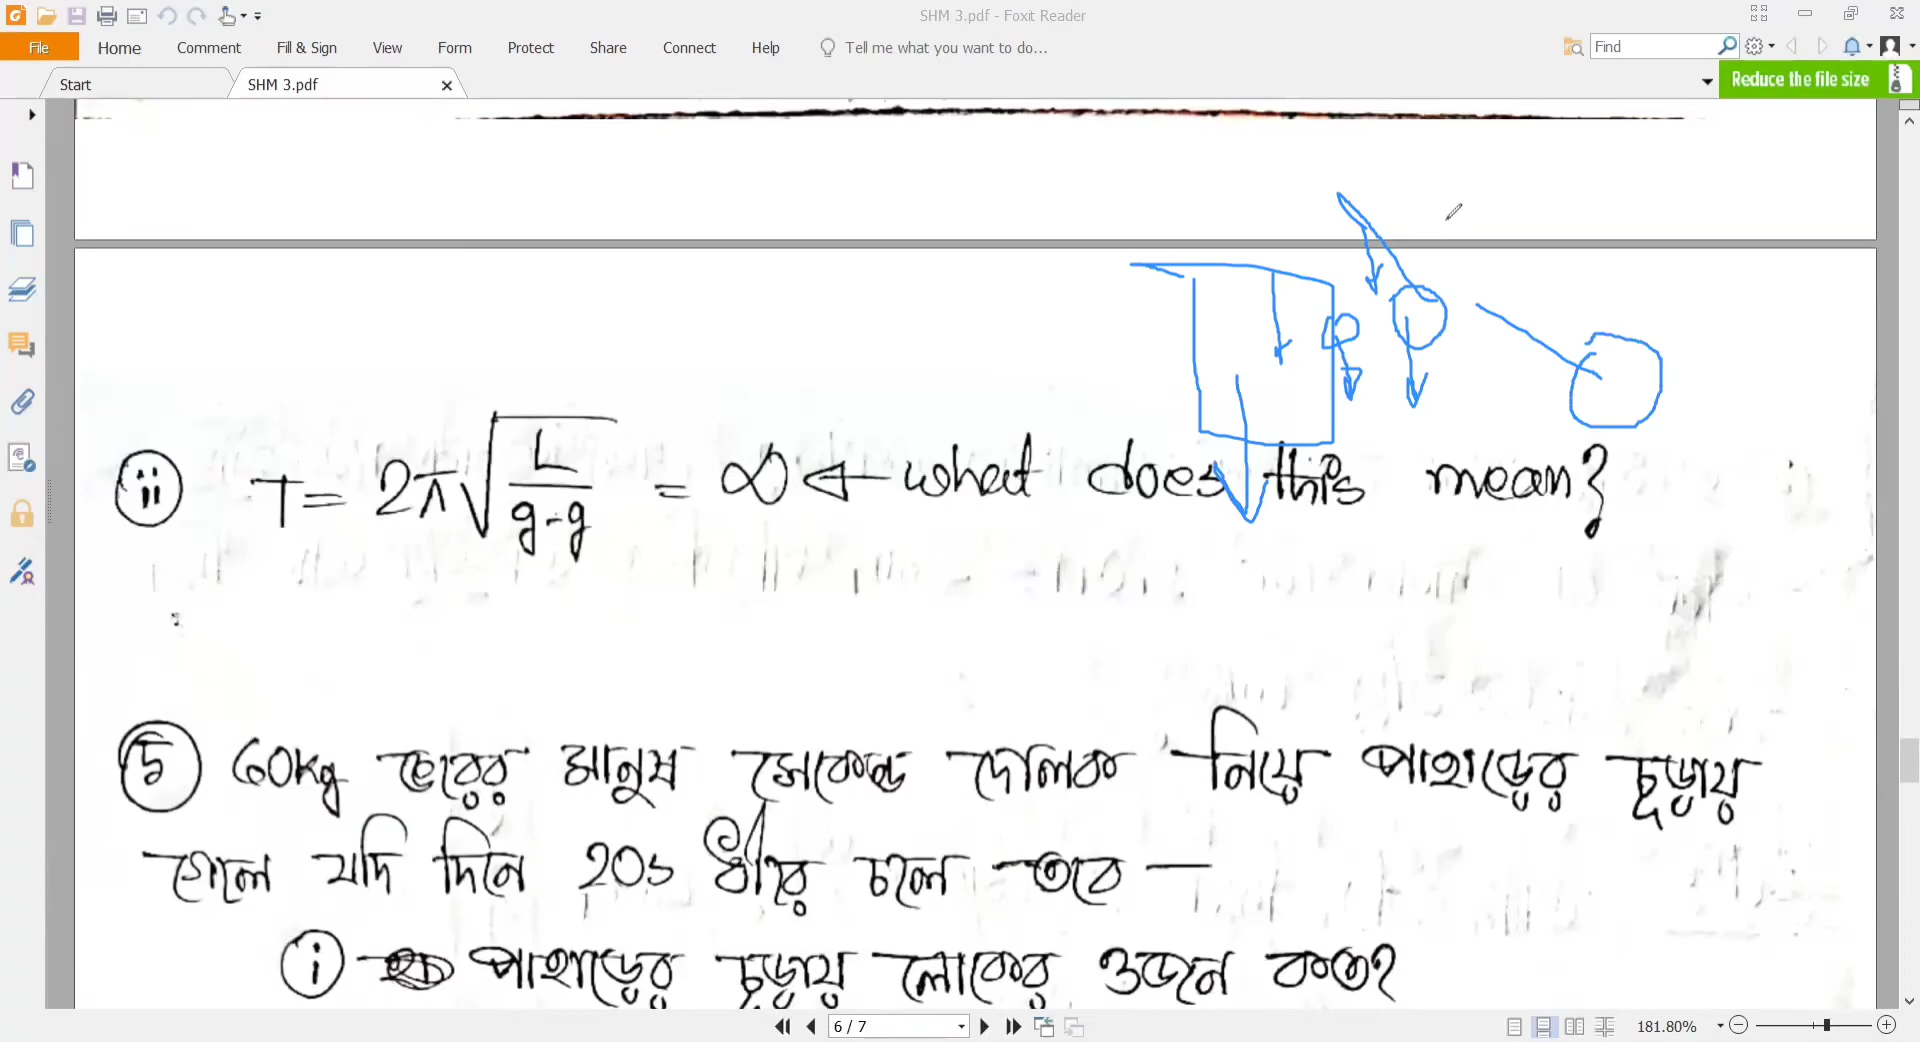 SHM 3.pdf - Foxit Reader
File Home Comment Fill & Sign View Form Protect Share Connect Help Tell me what you want to do... Find
Start SHM 3.pdf Reduce the file size
ii T = 2π√(L/(g-g)) = ∞ ← what does this mean?
৮ 60kg ভরের মানুষ সেকেন্ড দোলক নিয়ে পাহাড়ের চূড়ায়
গেলে যদি দিনে 20s ধীরে চলে তবে —
i পাহাড়ের চূড়ায় লোকের ওজন কত?
6 / 7 181.80%